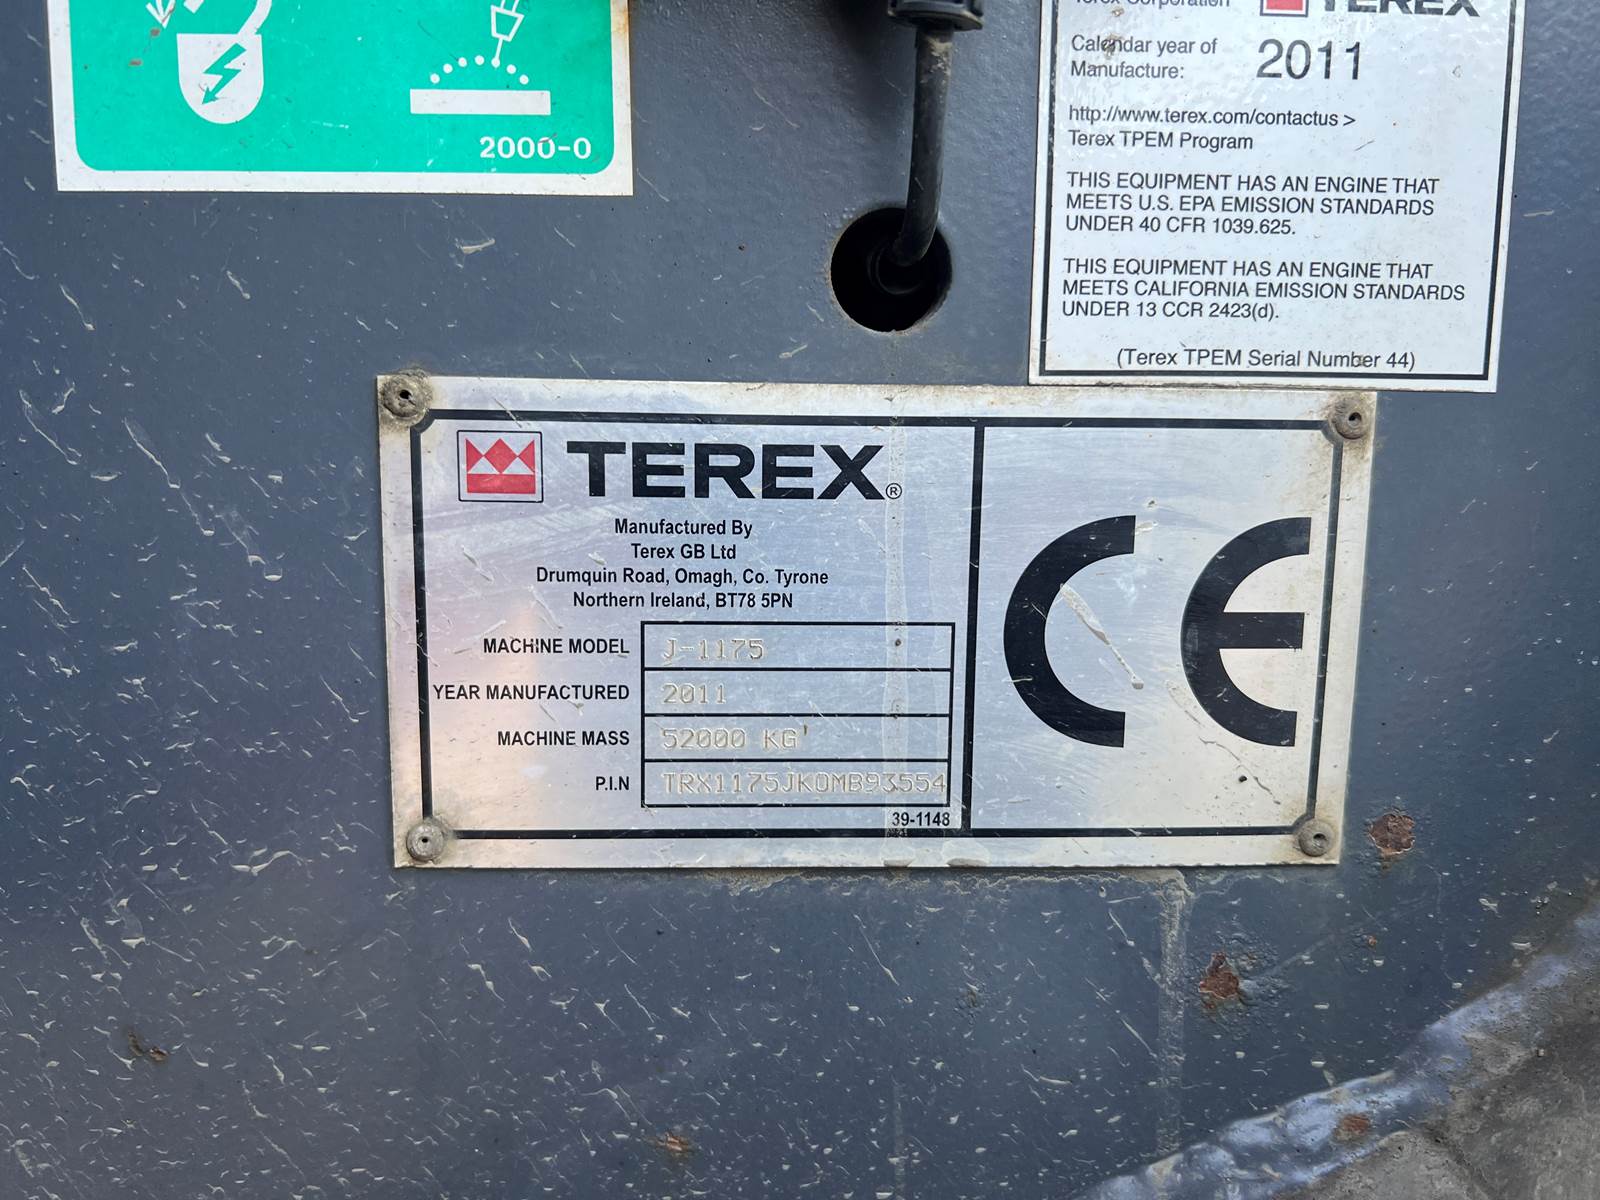 2000-0
Terex Corporation TEREX
Calendar year of
Manufacture: 2011
http://www.terex.com/contactus >
Terex TPEM Program
THIS EQUIPMENT HAS AN ENGINE THAT
MEETS U.S. EPA EMISSION STANDARDS
UNDER 40 CFR 1039.625.
THIS EQUIPMENT HAS AN ENGINE THAT
MEETS CALIFORNIA EMISSION STANDARDS
UNDER 13 CCR 2423(d).
(Terex TPEM Serial Number 44)
TEREX®
Manufactured By
Terex GB Ltd
Drumquin Road, Omagh, Co. Tyrone
Northern Ireland, BT78 5PN
MACHINE MODEL J-1175
YEAR MANUFACTURED 2011
MACHINE MASS 52000 KG'
P.I.N TRX1175JKOMB93554
39-1148
CE